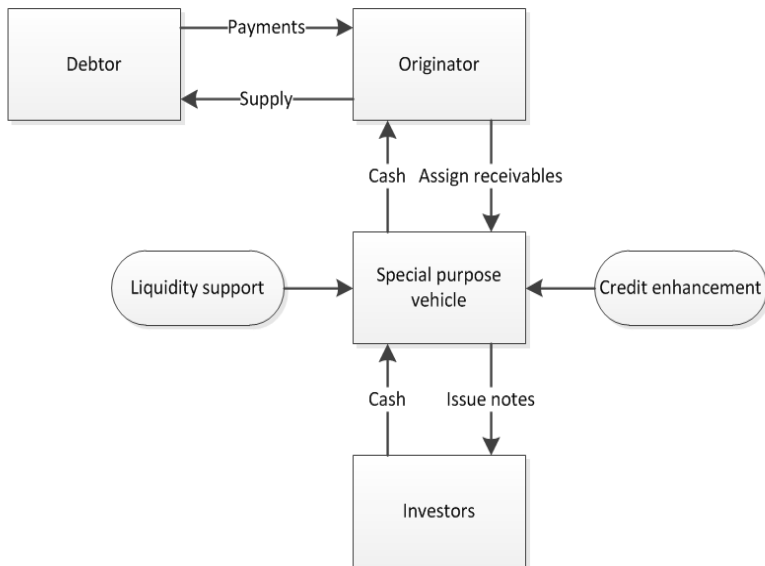 Payments
Debtor
Originator
Supply
Cash
Assign receivables
Liquidity support
Special purpose
vehicle
Credit enhancement
Cash
Issue notes
Investors